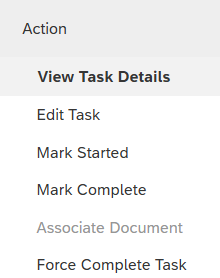 Action
View Task Details
Edit Task
Mark Started
Mark Complete
Associate Document
Force Complete Task